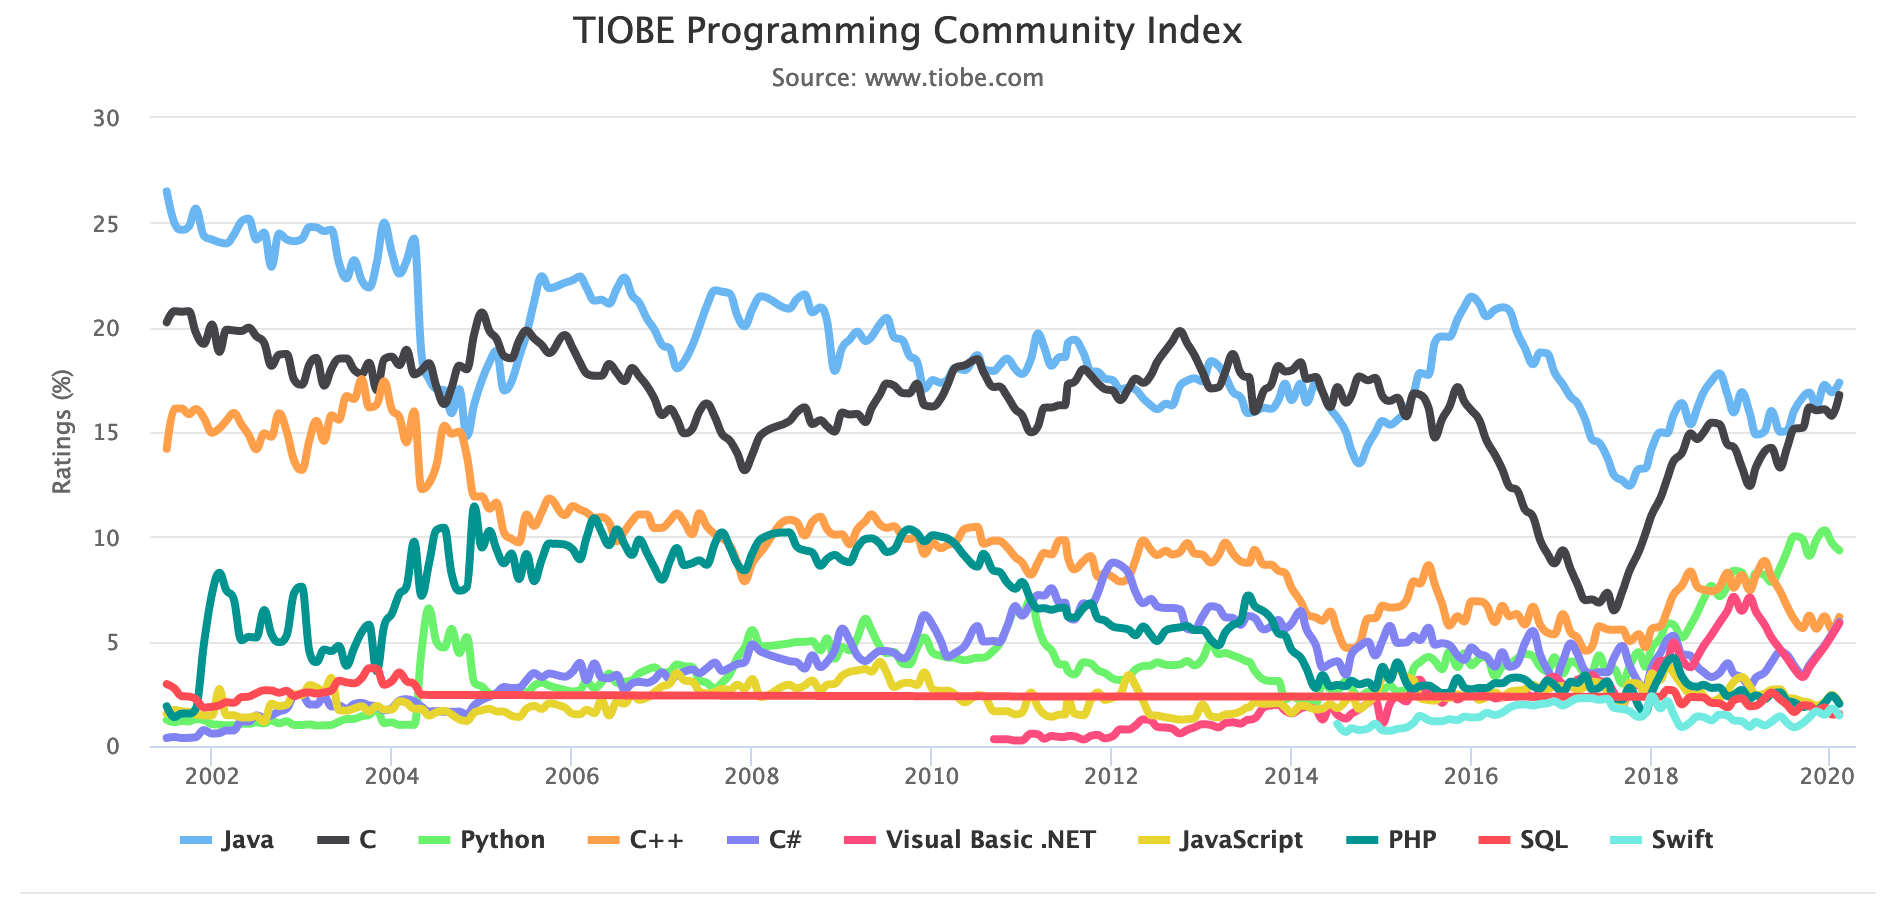 TIOBE Programming Community Index
Source: www.tiobe.com
Ratings (%)
30
25
20
15
10
5
0
2002 2004 2006 2008 2010 2012 2014 2016 2018 2020
Java C Python C++ C# Visual Basic .NET JavaScript PHP SQL Swift